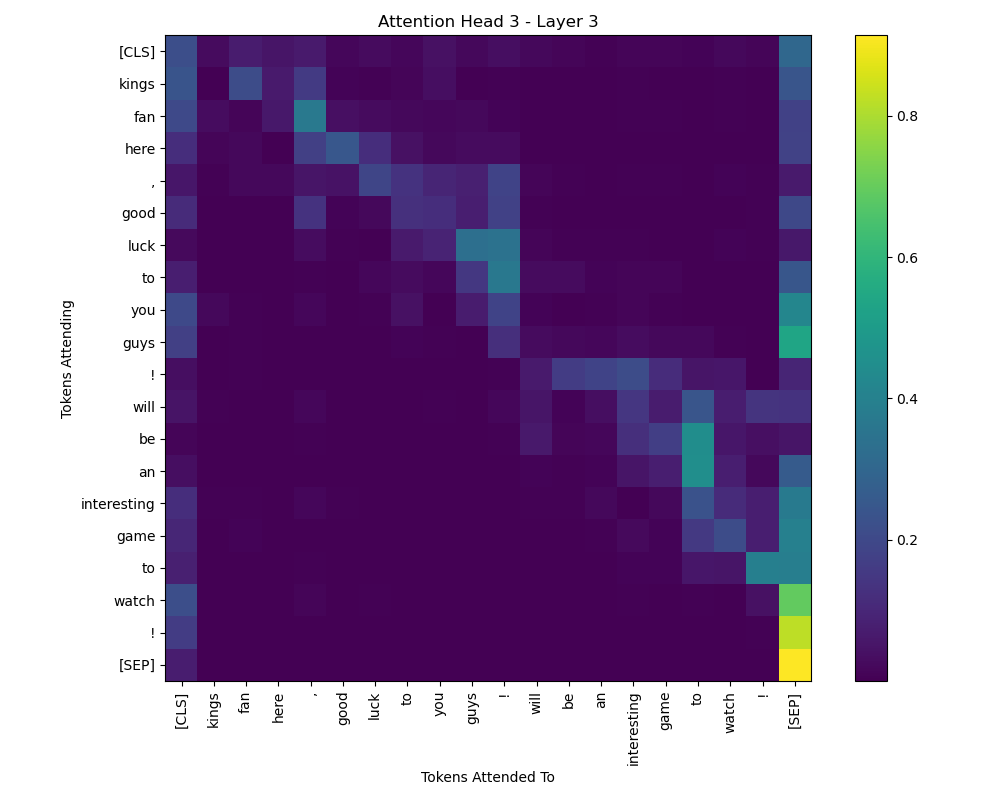 Attention Head 3 - Layer 3
Tokens Attending
[CLS]
kings
fan
here
,
good
luck
to
you
guys
!
will
be
an
interesting
game
to
watch
!
[SEP]
[CLS]
kings
fan
here
,
good
luck
to
you
guys
!
will
be
an
interesting
game
to
watch
!
[SEP]
Tokens Attended To
0.8
0.6
0.4
0.2